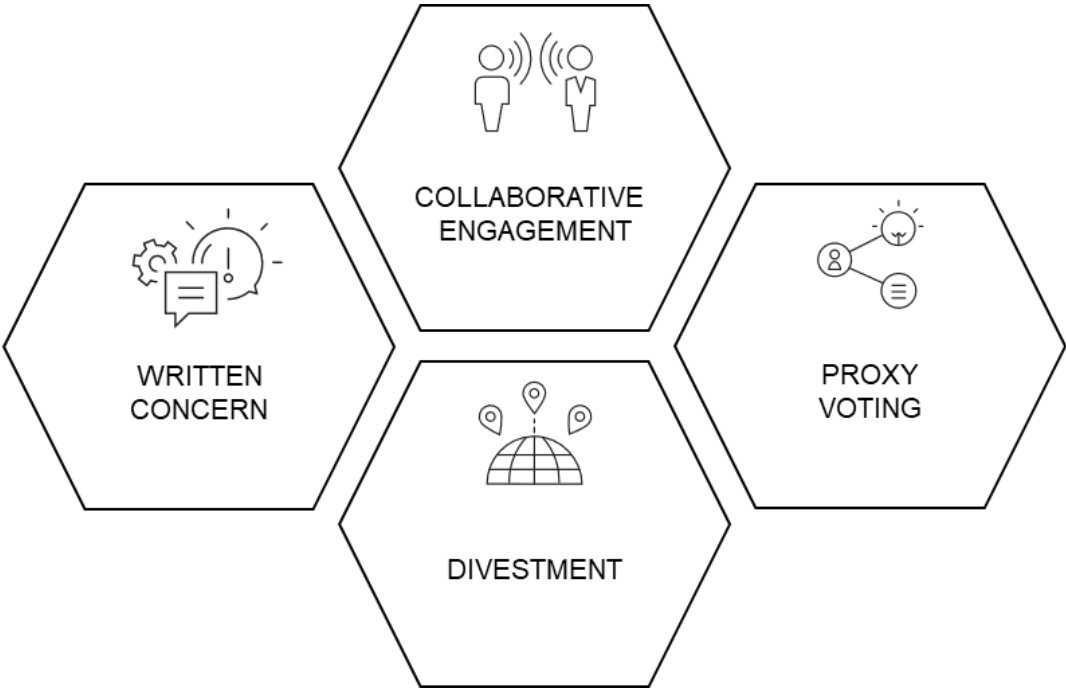 COLLABORATIVE
ENGAGEMENT
WRITTEN
CONCERN
PROXY
VOTING
DIVESTMENT